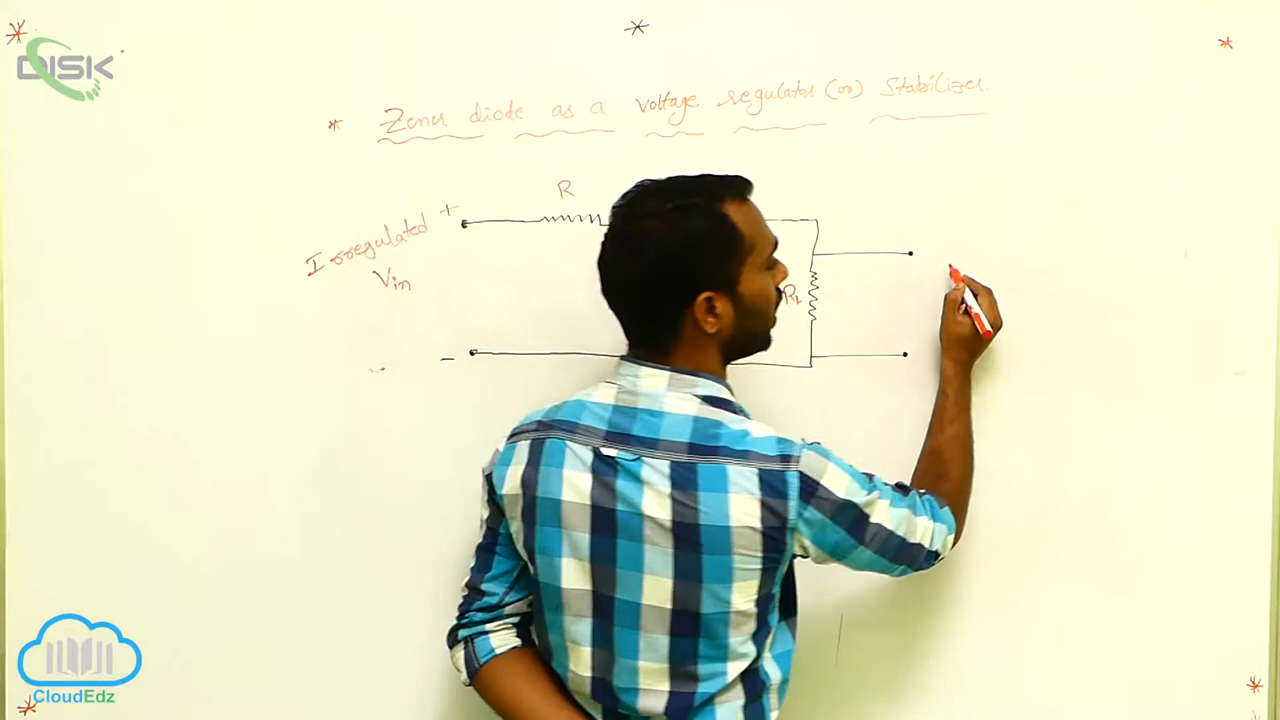 DISK
* Zener diode as a voltage regulator (or) Stabilizer.
R
+
Irregulated
Vin
RL
-
CloudEdz